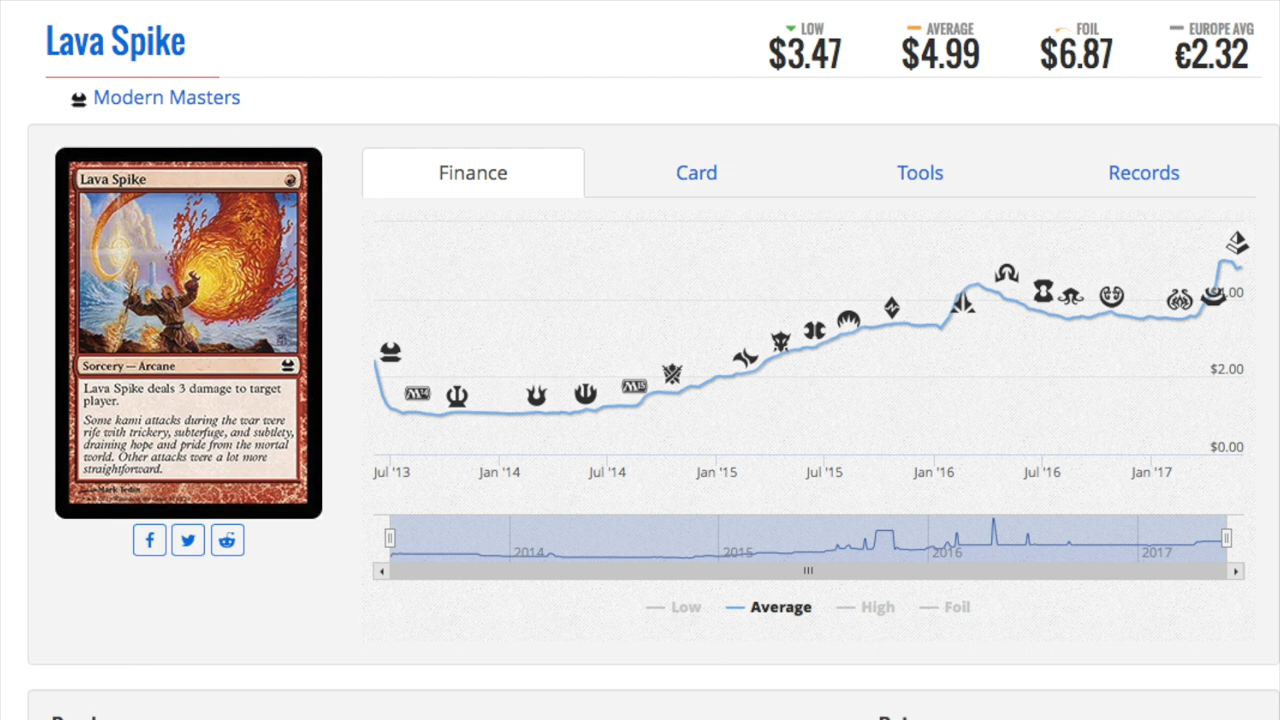 Lava Spike
LOW
$3.47
AVERAGE
$4.99
FOIL
$6.87
EUROPE AVG
€2.32
Modern Masters
Lava Spike
Sorcery — Arcane
Lava Spike deals 3 damage to target
player.
Some kami attacks during the war were
rife with trickery, subterfuge, and subtlety,
draining hope and pride from the mortal
world. Other attacks were a lot more
straightforward.
Mark Tedin
Finance
Card
Tools
Records
M14
M15
$2.00
$0.00
Jul '13
Jan '14
Jul '14
Jan '15
Jul '15
Jan '16
Jul '16
Jan '17
2014
2015
2016
2017
Low
Average
High
Foil